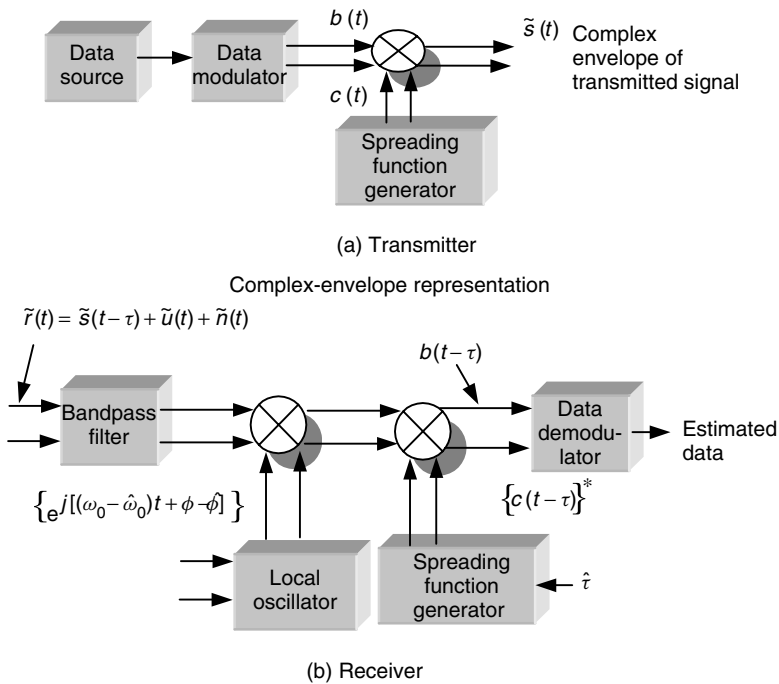 b(t)
s̃(t)
Complex
envelope of
transmitted signal
Data
source
Data
modulator
c(t)
Spreading
function
generator
(a) Transmitter
Complex-envelope representation
r̃(t) = s̃(t−τ) + ũ(t) + ñ(t)
b(t−τ)
Bandpass
filter
Data
demodu-
lator
Estimated
data
{e j[(ω₀−ω̂₀)t + ϕ−ϕ̂] }
{c(t−τ)}*
Local
oscillator
Spreading
function
generator
τ̂
(b) Receiver